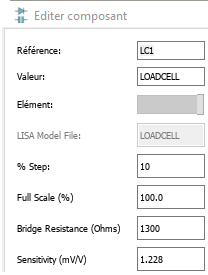 Editer composant
Référence: LC1
Valeur: LOADCELL
Elément:
LISA Model File: LOADCELL
% Step: 10
Full Scale (%) 100.0
Bridge Resistance (Ohms) 1300
Sensitivity (mV/V) 1.228